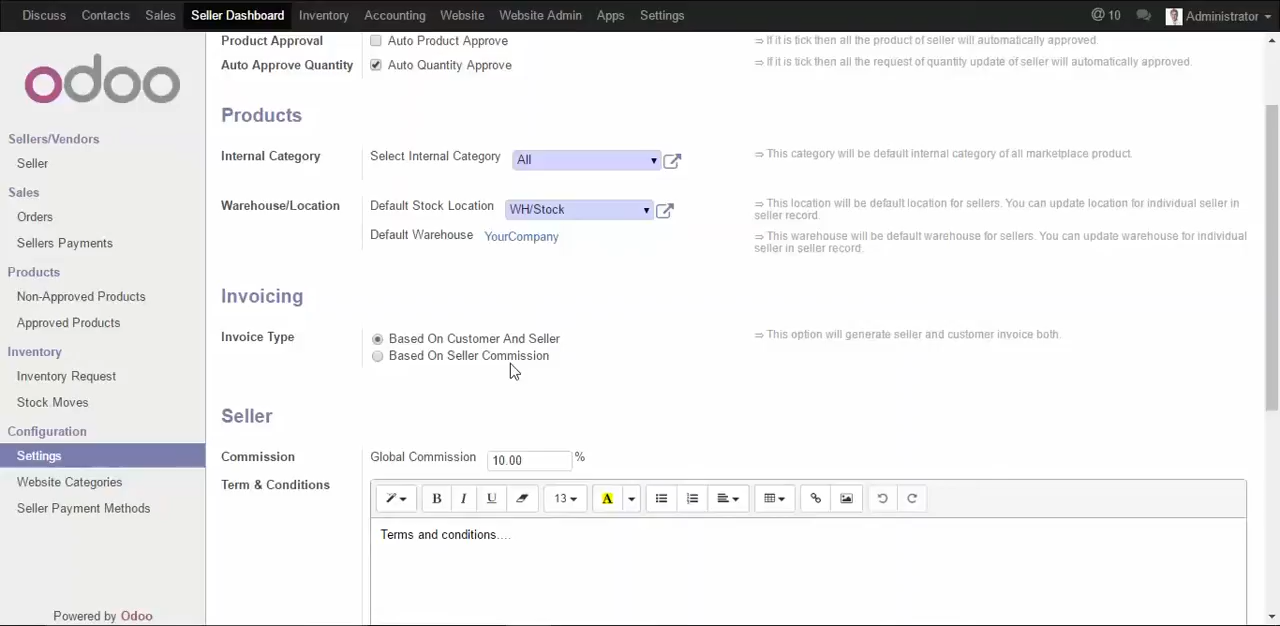 Discuss Contacts Sales Seller Dashboard Inventory Accounting Website Website Admin Apps Settings @ 10 Administrator
odoo
Sellers/Vendors
Seller
Sales
Orders
Sellers Payments
Products
Non-Approved Products
Approved Products
Inventory
Inventory Request
Stock Moves
Configuration
Settings
Website Categories
Seller Payment Methods
Powered by Odoo
Product Approval Auto Product Approve ⇒ If it is tick then all the product of seller will automatically approved.
Auto Approve Quantity Auto Quantity Approve ⇒ If it is tick then all the request of quantity update of seller will automatically approved.
Products
Internal Category Select Internal Category All ⇒ This category will be default internal category of all marketplace product.
Warehouse/Location Default Stock Location WH/Stock ⇒ This location will be default location for sellers. You can update location for individual seller in
seller record.
Default Warehouse YourCompany ⇒ This warehouse will be default warehouse for sellers. You can update warehouse for individual
seller in seller record.
Invoicing
Invoice Type Based On Customer And Seller ⇒ This option will generate seller and customer invoice both.
Based On Seller Commission
Seller
Commission Global Commission 10.00 %
Term & Conditions
B I U 13 A
Terms and conditions....